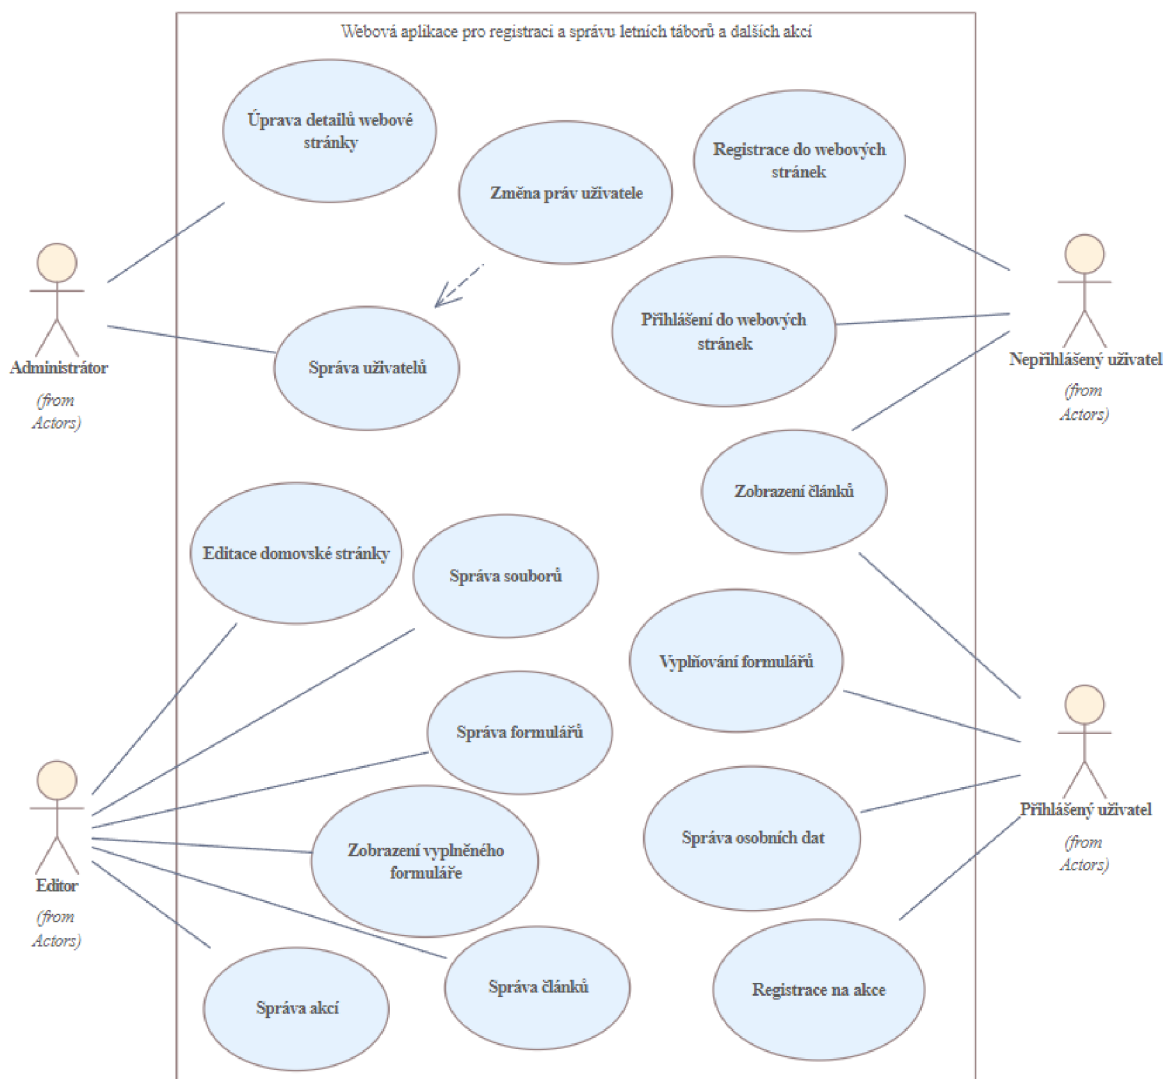 Webová aplikace pro registraci a správu letních táborů a dalších akcí
Úprava detailů webové
stránky
Změna práv uživatele
Registrace do webových
stránek
Přihlášení do webových
stránek
Správa uživatelů
Administrátor
(from
Actors)
Nepřihlášený uživatel
(from
Actors)
Zobrazení článků
Editace domovské stránky
Správa souborů
Vyplňování formulářů
Správa formulářů
Zobrazení vyplněného
formuláře
Správa osobních dat
Přihlášený uživatel
(from
Actors)
Editor
(from
Actors)
Správa akcí
Správa článků
Registrace na akce